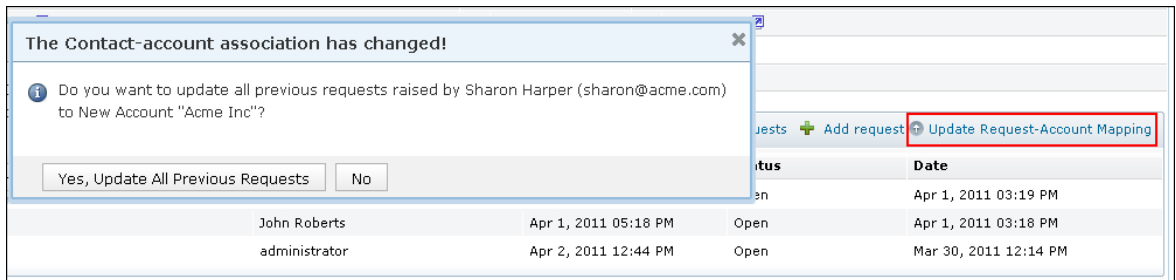 The Contact-account association has changed!
Do you want to update all previous requests raised by Sharon Harper (sharon@acme.com)
to New Account "Acme Inc"?
Yes, Update All Previous Requests No
Add request Update Request-Account Mapping
Date
Apr 1, 2011 03:19 PM
John Roberts Apr 1, 2011 05:18 PM Open Apr 1, 2011 03:18 PM
administrator Apr 2, 2011 12:44 PM Open Mar 30, 2011 12:14 PM